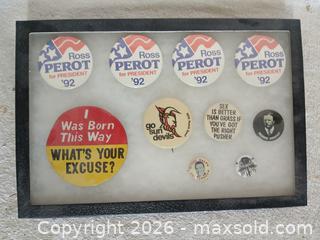 Ross
PEROT
for PRESIDENT
'92
Ross
PEROT
for PRESIDENT
'92
Ross
PEROT
for PRESIDENT
'92
Ross
PEROT
for PRESIDENT
'92
I
Was Born
This Way
WHAT'S YOUR
EXCUSE?
go
sun
devils
SEX
IS BETTER
THAN GRASS IF
YOU'VE GOT
THE RIGHT
PUSHER.
© 2026 - maxsold.com